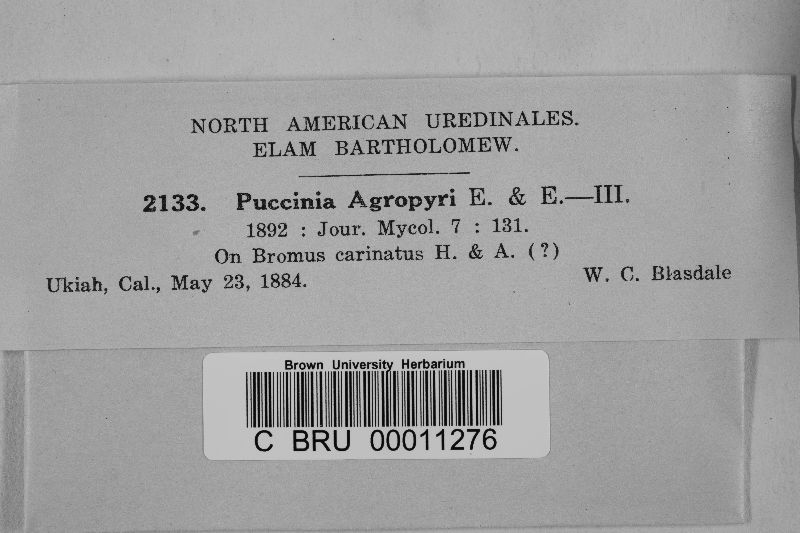 NORTH AMERICAN UREDINALES.
ELAM BARTHOLOMEW.
2133. Puccinia Agropyri E. & E.—III.
1892 : Jour. Mycol. 7 : 131.
On Bromus carinatus H. & A. (?)
Ukiah, Cal., May 23, 1884. W. C. Blasdale
Brown University Herbarium
C BRU 00011276